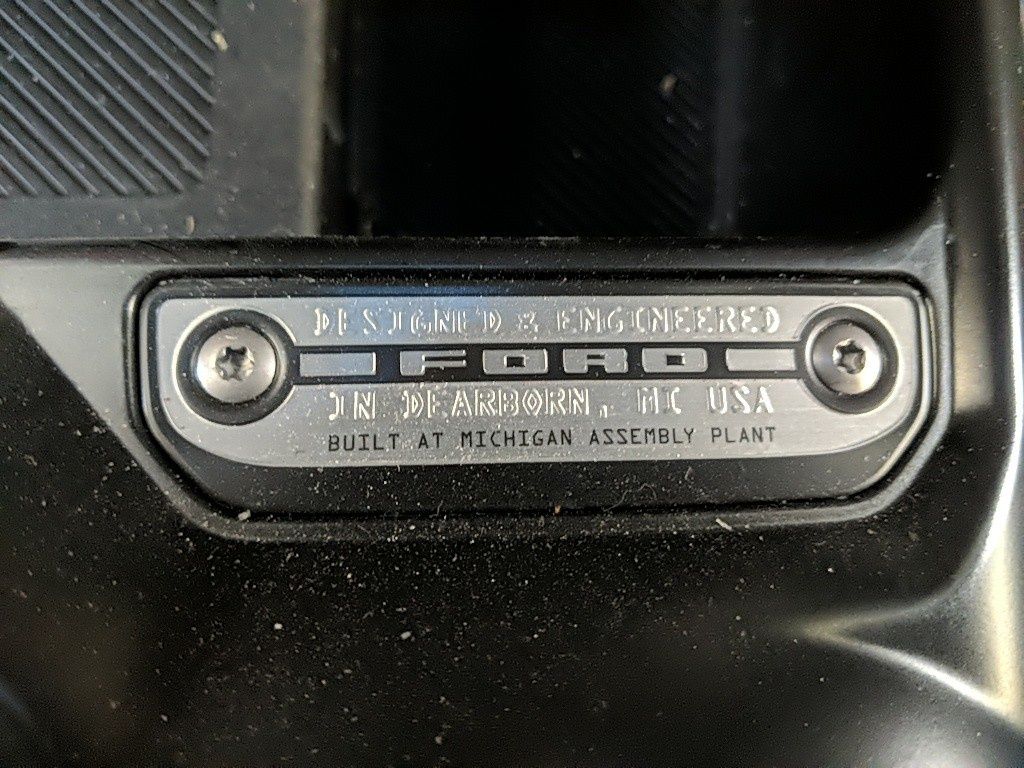 DESIGNED & ENGINEERED
FORD
IN DEARBORN, MI USA
BUILT AT MICHIGAN ASSEMBLY PLANT